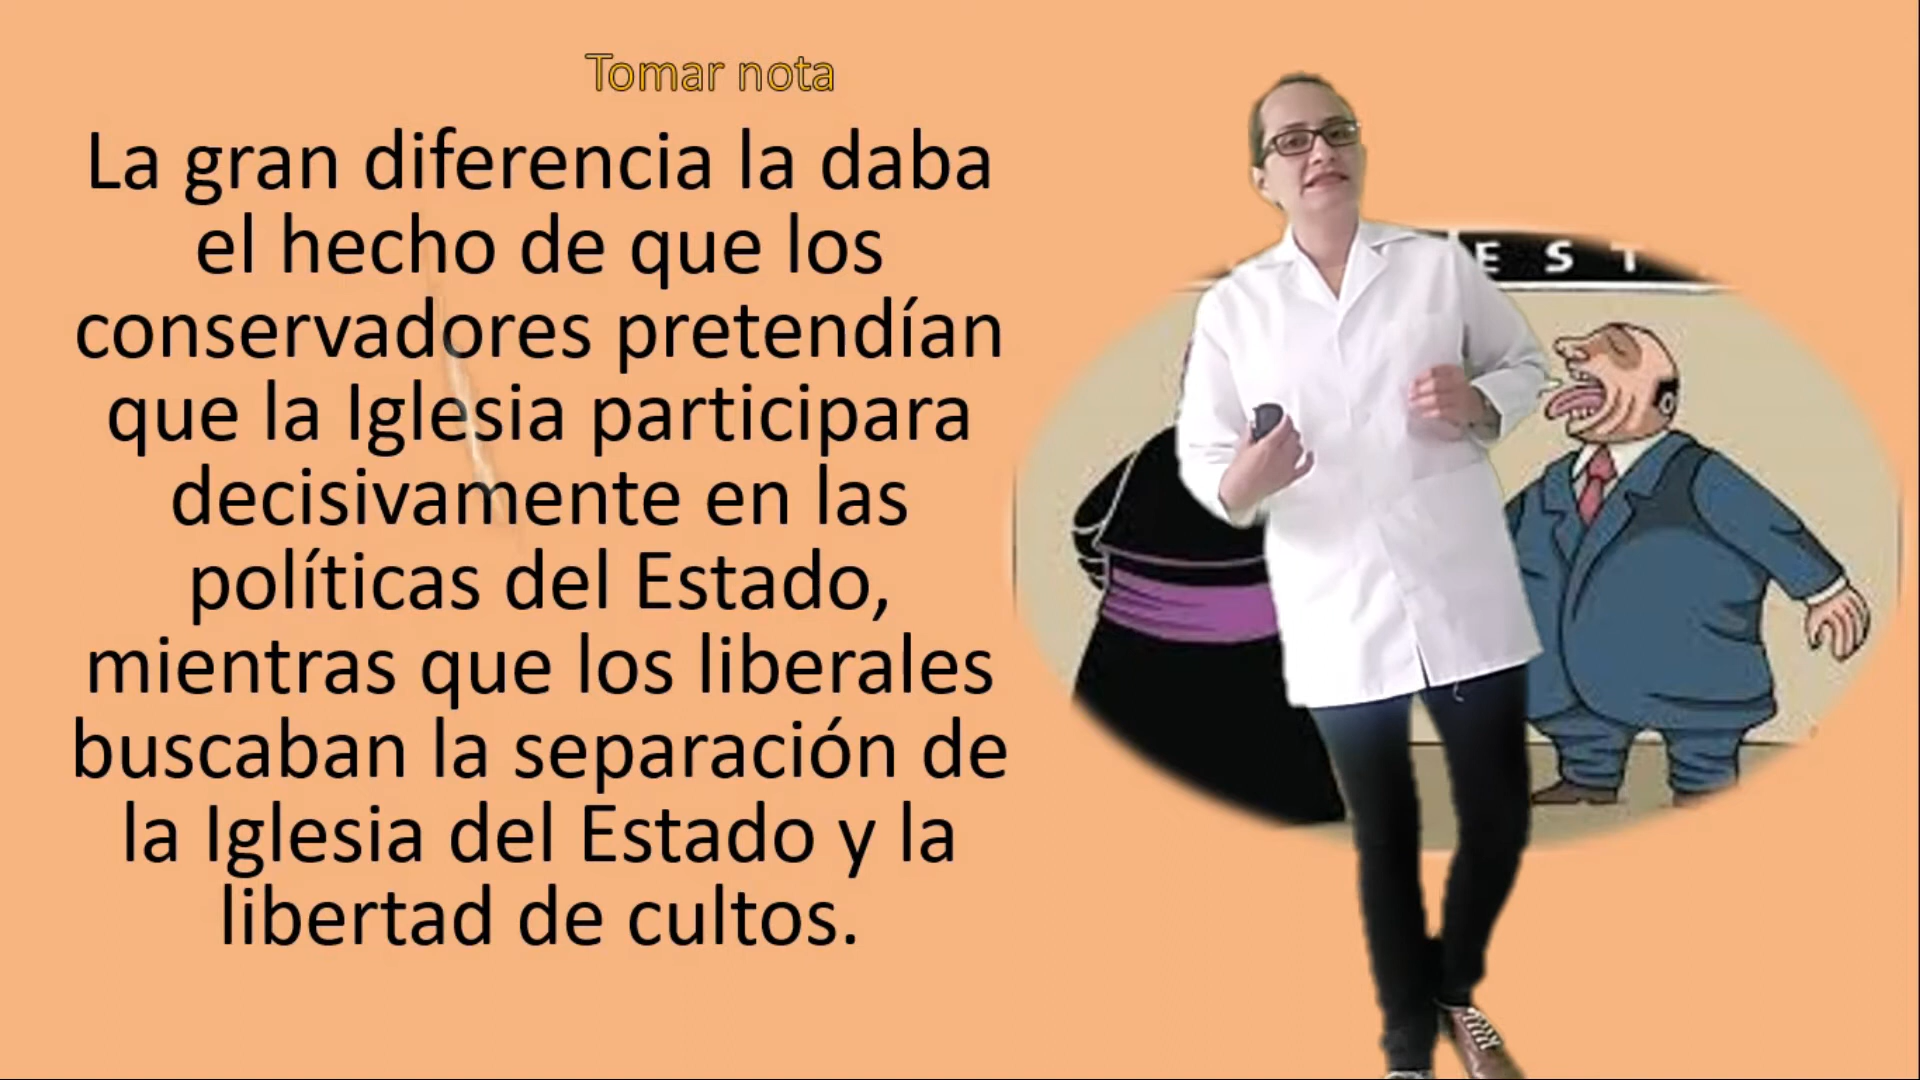 Tomar nota
La gran diferencia la daba
el hecho de que los
conservadores pretendían
que la Iglesia participara
decisivamente en las
políticas del Estado,
mientras que los liberales
buscaban la separación de
la Iglesia del Estado y la
libertad de cultos.